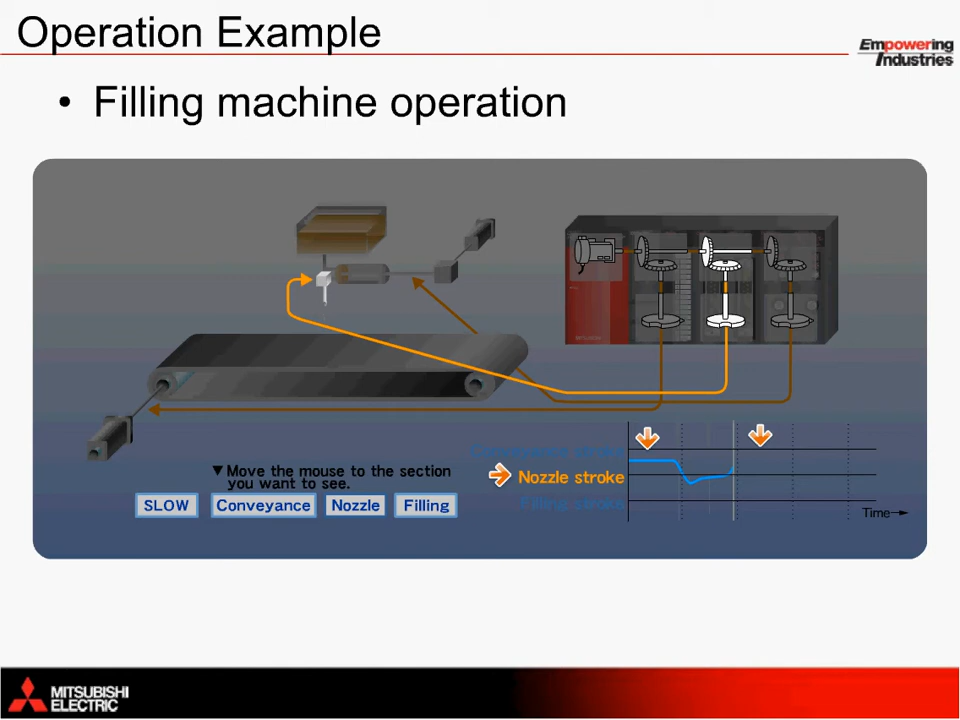 Operation Example
Empowering
Industries
• Filling machine operation
Conveyance stroke
▼Move the mouse to the section
you want to see.
Nozzle stroke
SLOW
Conveyance
Nozzle
Filling
Filling stroke
Time
MITSUBISHI
ELECTRIC